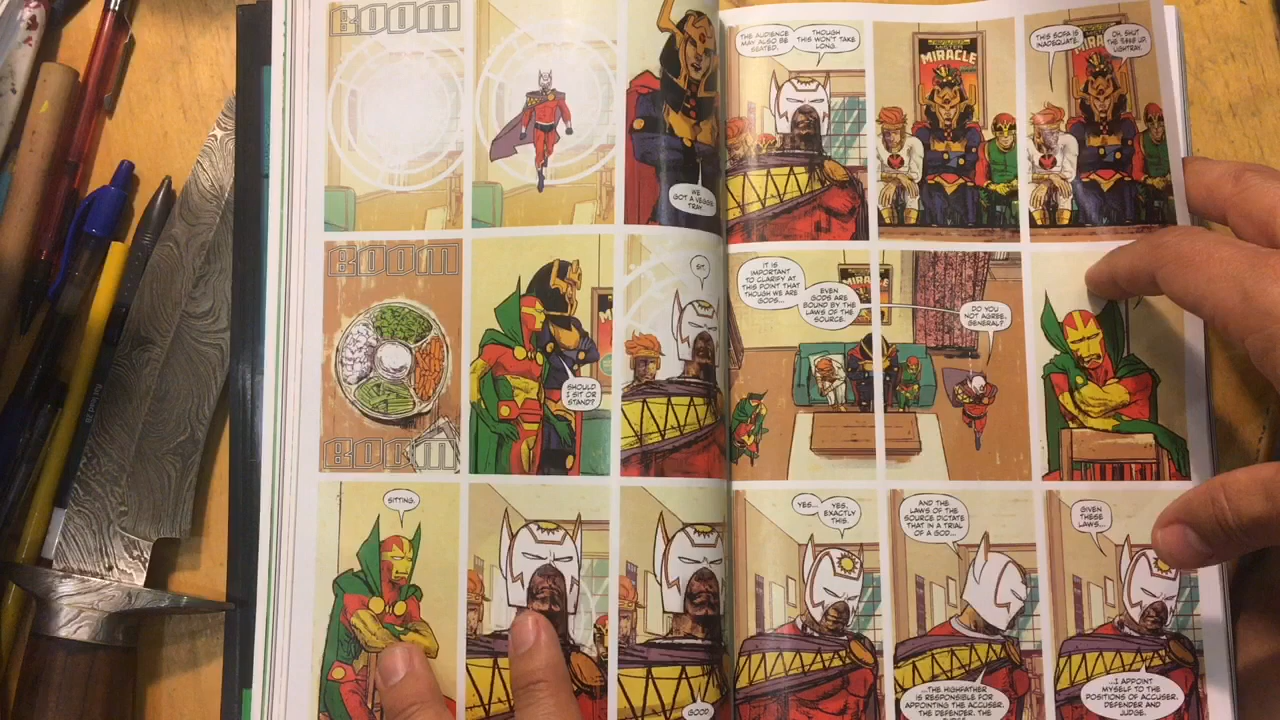 BOOM
WE
GOT A VEGGIE
TRAY.
BOOM
BOOM
SHOULD
I SIT OR
STAND?
SIT.
SITTING.
GOOD.
THE AUDIENCE
MAY ALSO BE
SEATED.
THOUGH
THIS WON'T TAKE
LONG.
MISTER
MIRACLE
THIS SOFA IS
INADEQUATE.
OH, SHUT
UP,
LIGHTRAY.
IT IS
IMPORTANT
TO CLARIFY AT
THIS POINT THAT
THOUGH WE ARE
GODS...
EVEN
GODS ARE
BOUND BY THE
LAWS OF THE
SOURCE.
DO YOU
NOT AGREE,
GENERAL?
YES...
YES,
EXACTLY
THIS.
AND THE
LAWS OF THE
SOURCE DICTATE
THAT IN A TRIAL
OF A GOD...
...THE HIGHFATHER
IS RESPONSIBLE FOR
APPOINTING THE ACCUSER,
THE DEFENDER, THE
GIVEN
THESE
LAWS...
...I APPOINT
MYSELF TO THE
POSITIONS OF ACCUSER,
DEFENDER AND
JUDGE.